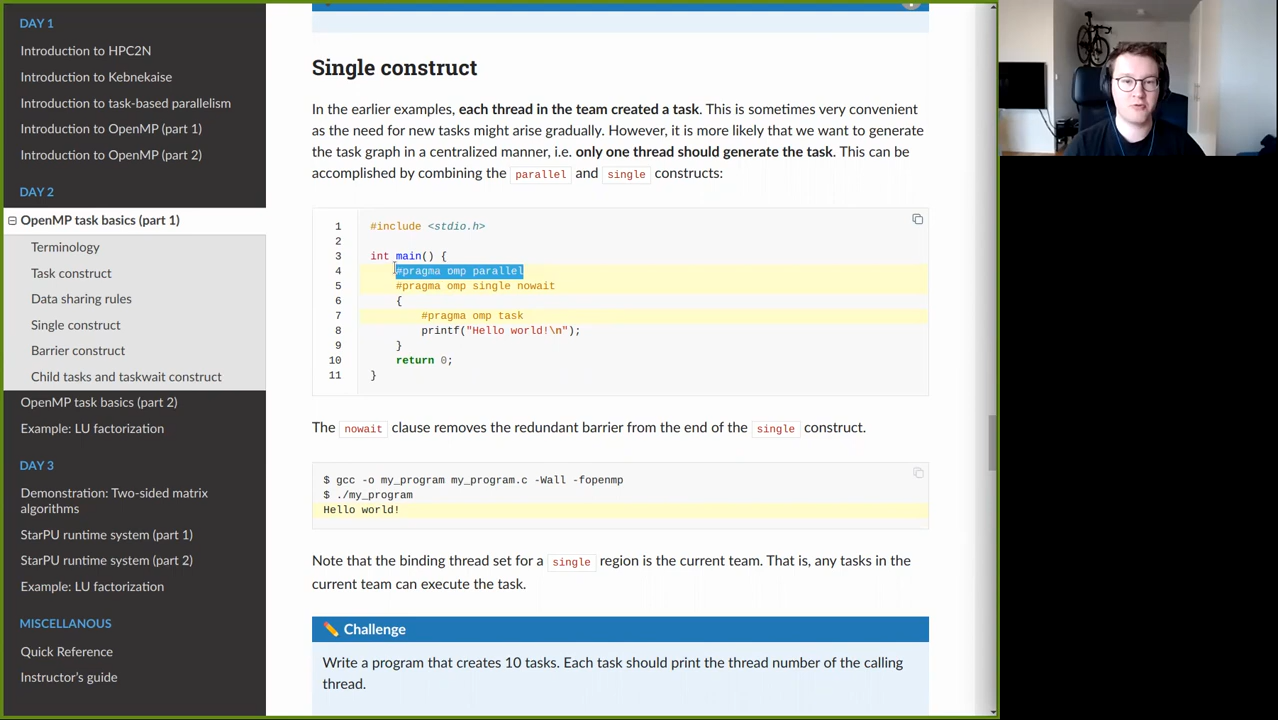 DAY 1
Introduction to HPC2N
Introduction to Kebnekaise
Introduction to task-based parallelism
Introduction to OpenMP (part 1)
Introduction to OpenMP (part 2)
DAY 2
OpenMP task basics (part 1)
Terminology
Task construct
Data sharing rules
Single construct
Barrier construct
Child tasks and taskwait construct
OpenMP task basics (part 2)
Example: LU factorization
DAY 3
Demonstration: Two-sided matrix
algorithms
StarPU runtime system (part 1)
StarPU runtime system (part 2)
Example: LU factorization
MISCELLANEOUS
Quick Reference
Instructor's guide
Single construct
In the earlier examples, each thread in the team created a task. This is sometimes very convenient
as the need for new tasks might arise gradually. However, it is more likely that we want to generate
the task graph in a centralized manner, i.e. only one thread should generate the task. This can be
accomplished by combining the parallel and single constructs:
1 #include <stdio.h>
2
3 int main() {
4 #pragma omp parallel
5 #pragma omp single nowait
6 {
7 #pragma omp task
8 printf("Hello world!\n");
9 }
10 return 0;
11 }
The nowait clause removes the redundant barrier from the end of the single construct.
$ gcc -o my_program my_program.c -Wall -fopenmp
$ ./my_program
Hello world!
Note that the binding thread set for a single region is the current team. That is, any tasks in the
current team can execute the task.
✏️ Challenge
Write a program that creates 10 tasks. Each task should print the thread number of the calling
thread.